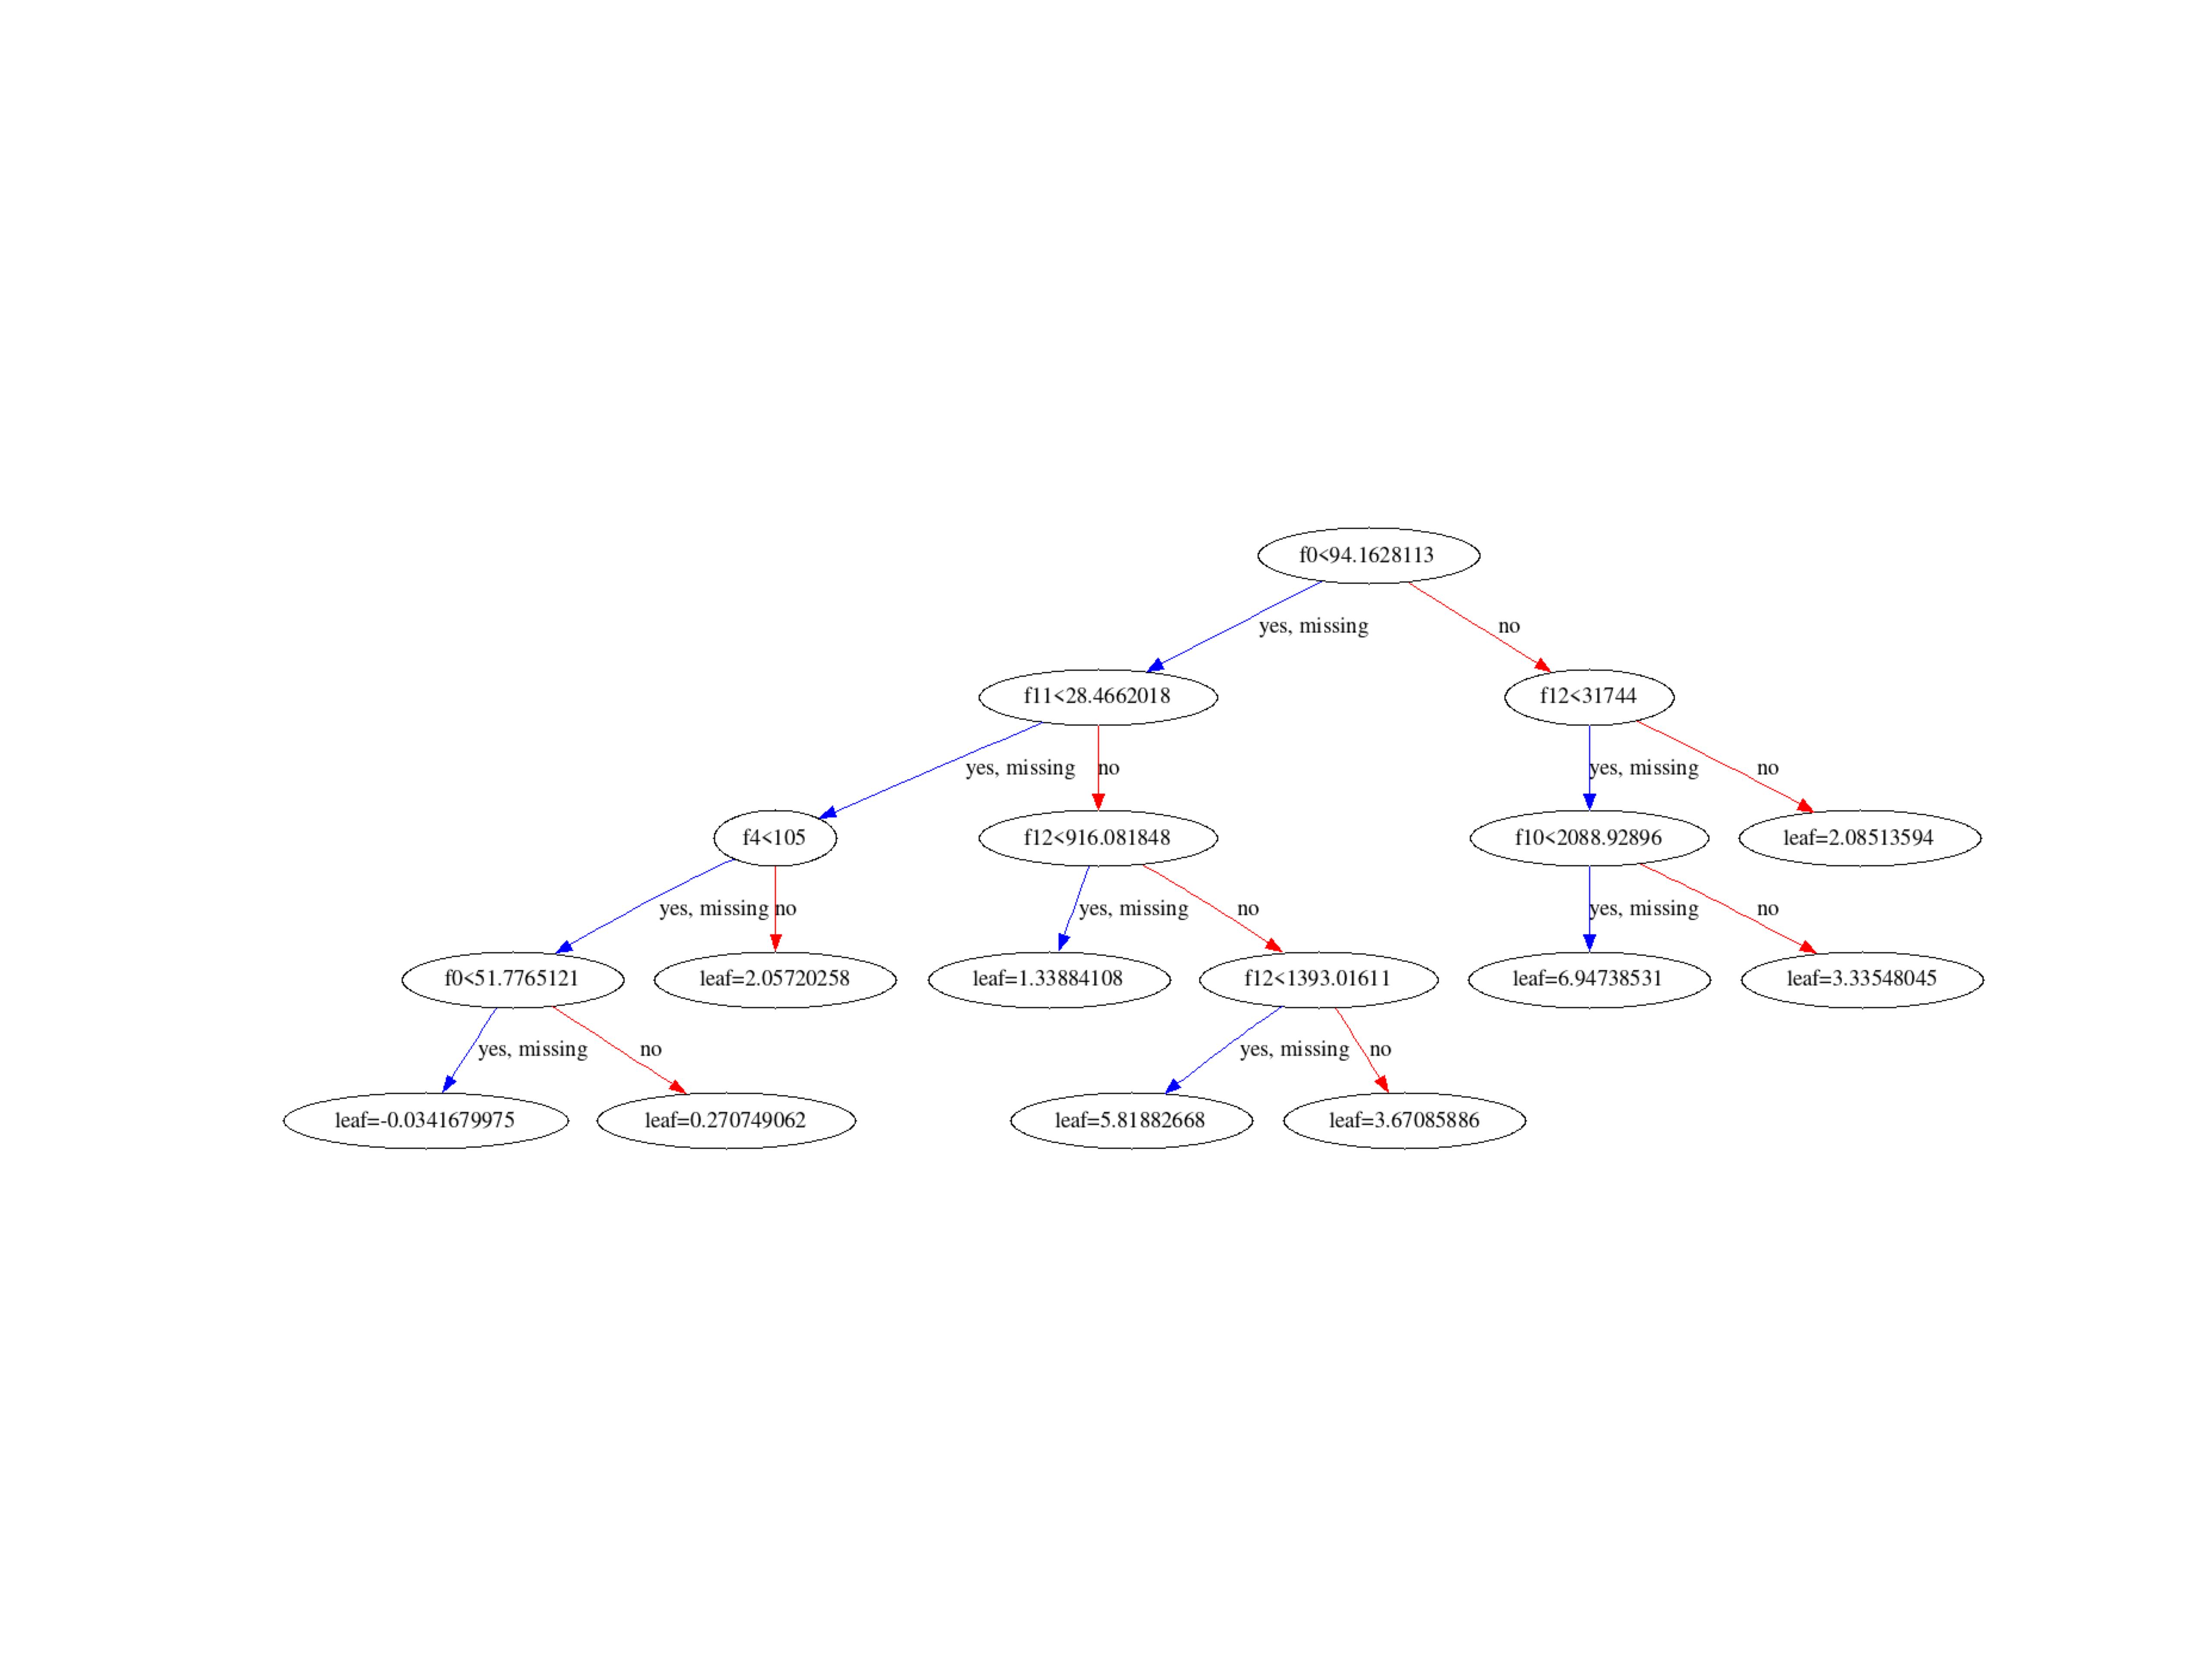 f0<94.1628113
yes, missing
no
f11<28.4662018
f12<31744
yes, missing
no
yes, missing
no
f4<105
f12<916.081848
f10<2088.92896
leaf=2.08513594
yes, missing
no
yes, missing
no
yes, missing
no
f0<51.7765121
leaf=2.05720258
leaf=1.33884108
f12<1393.01611
leaf=6.94738531
leaf=3.33548045
yes, missing
no
yes, missing
no
leaf=-0.0341679975
leaf=0.270749062
leaf=5.81882668
leaf=3.67085886